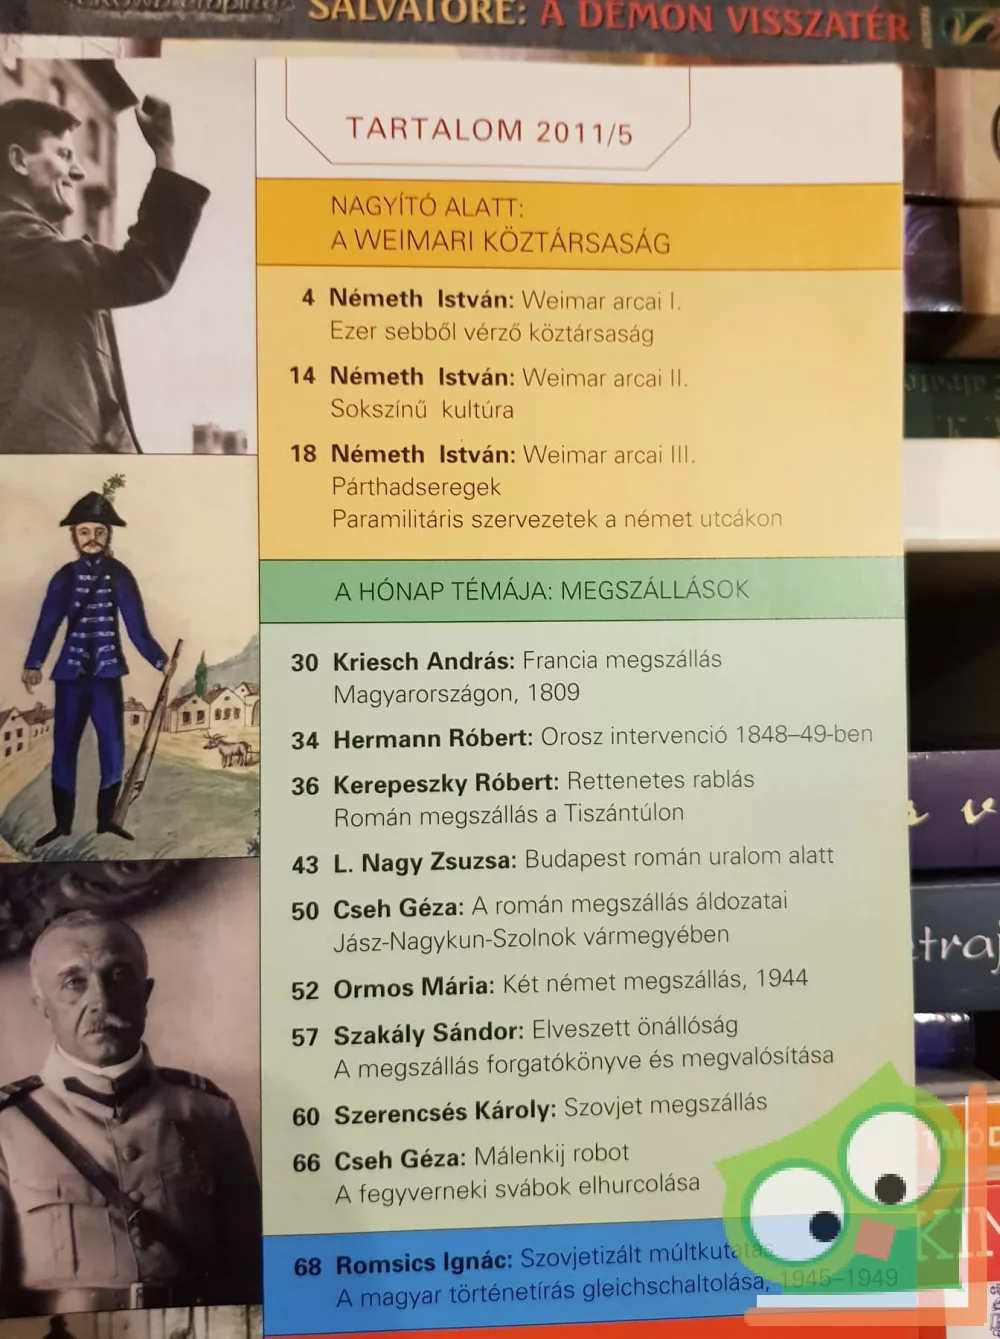 SALVATORE: A DÉMON VISSZATÉR
TARTALOM 2011/5
NAGYÍTÓ ALATT:
A WEIMARI KÖZTÁRSASÁG
4 Németh István: Weimar arcai I.
Ezer sebből vérző köztársaság
14 Németh István: Weimar arcai II.
Sokszínű kultúra
18 Németh István: Weimar arcai III.
Párthadseregek
Paramilitáris szervezetek a német utcákon
A HÓNAP TÉMÁJA: MEGSZÁLLÁSOK
30 Kriesch András: Francia megszállás
Magyarországon, 1809
34 Hermann Róbert: Orosz intervenció 1848–49-ben
36 Kerepeszky Róbert: Rettenetes rablás
Román megszállás a Tiszántúlon
43 L. Nagy Zsuzsa: Budapest román uralom alatt
50 Cseh Géza: A román megszállás áldozatai
Jász-Nagykun-Szolnok vármegyében
52 Ormos Mária: Két német megszállás, 1944
57 Szakály Sándor: Elveszett önállóság
A megszállás forgatókönyve és megvalósítása
60 Szerencsés Károly: Szovjet megszállás
66 Cseh Géza: Málenkij robot
A fegyverneki svábok elhurcolása
68 Romsics Ignác: Szovjetizált múltkutatás
A magyar történetírás gleichschaltolása, 1945–1949